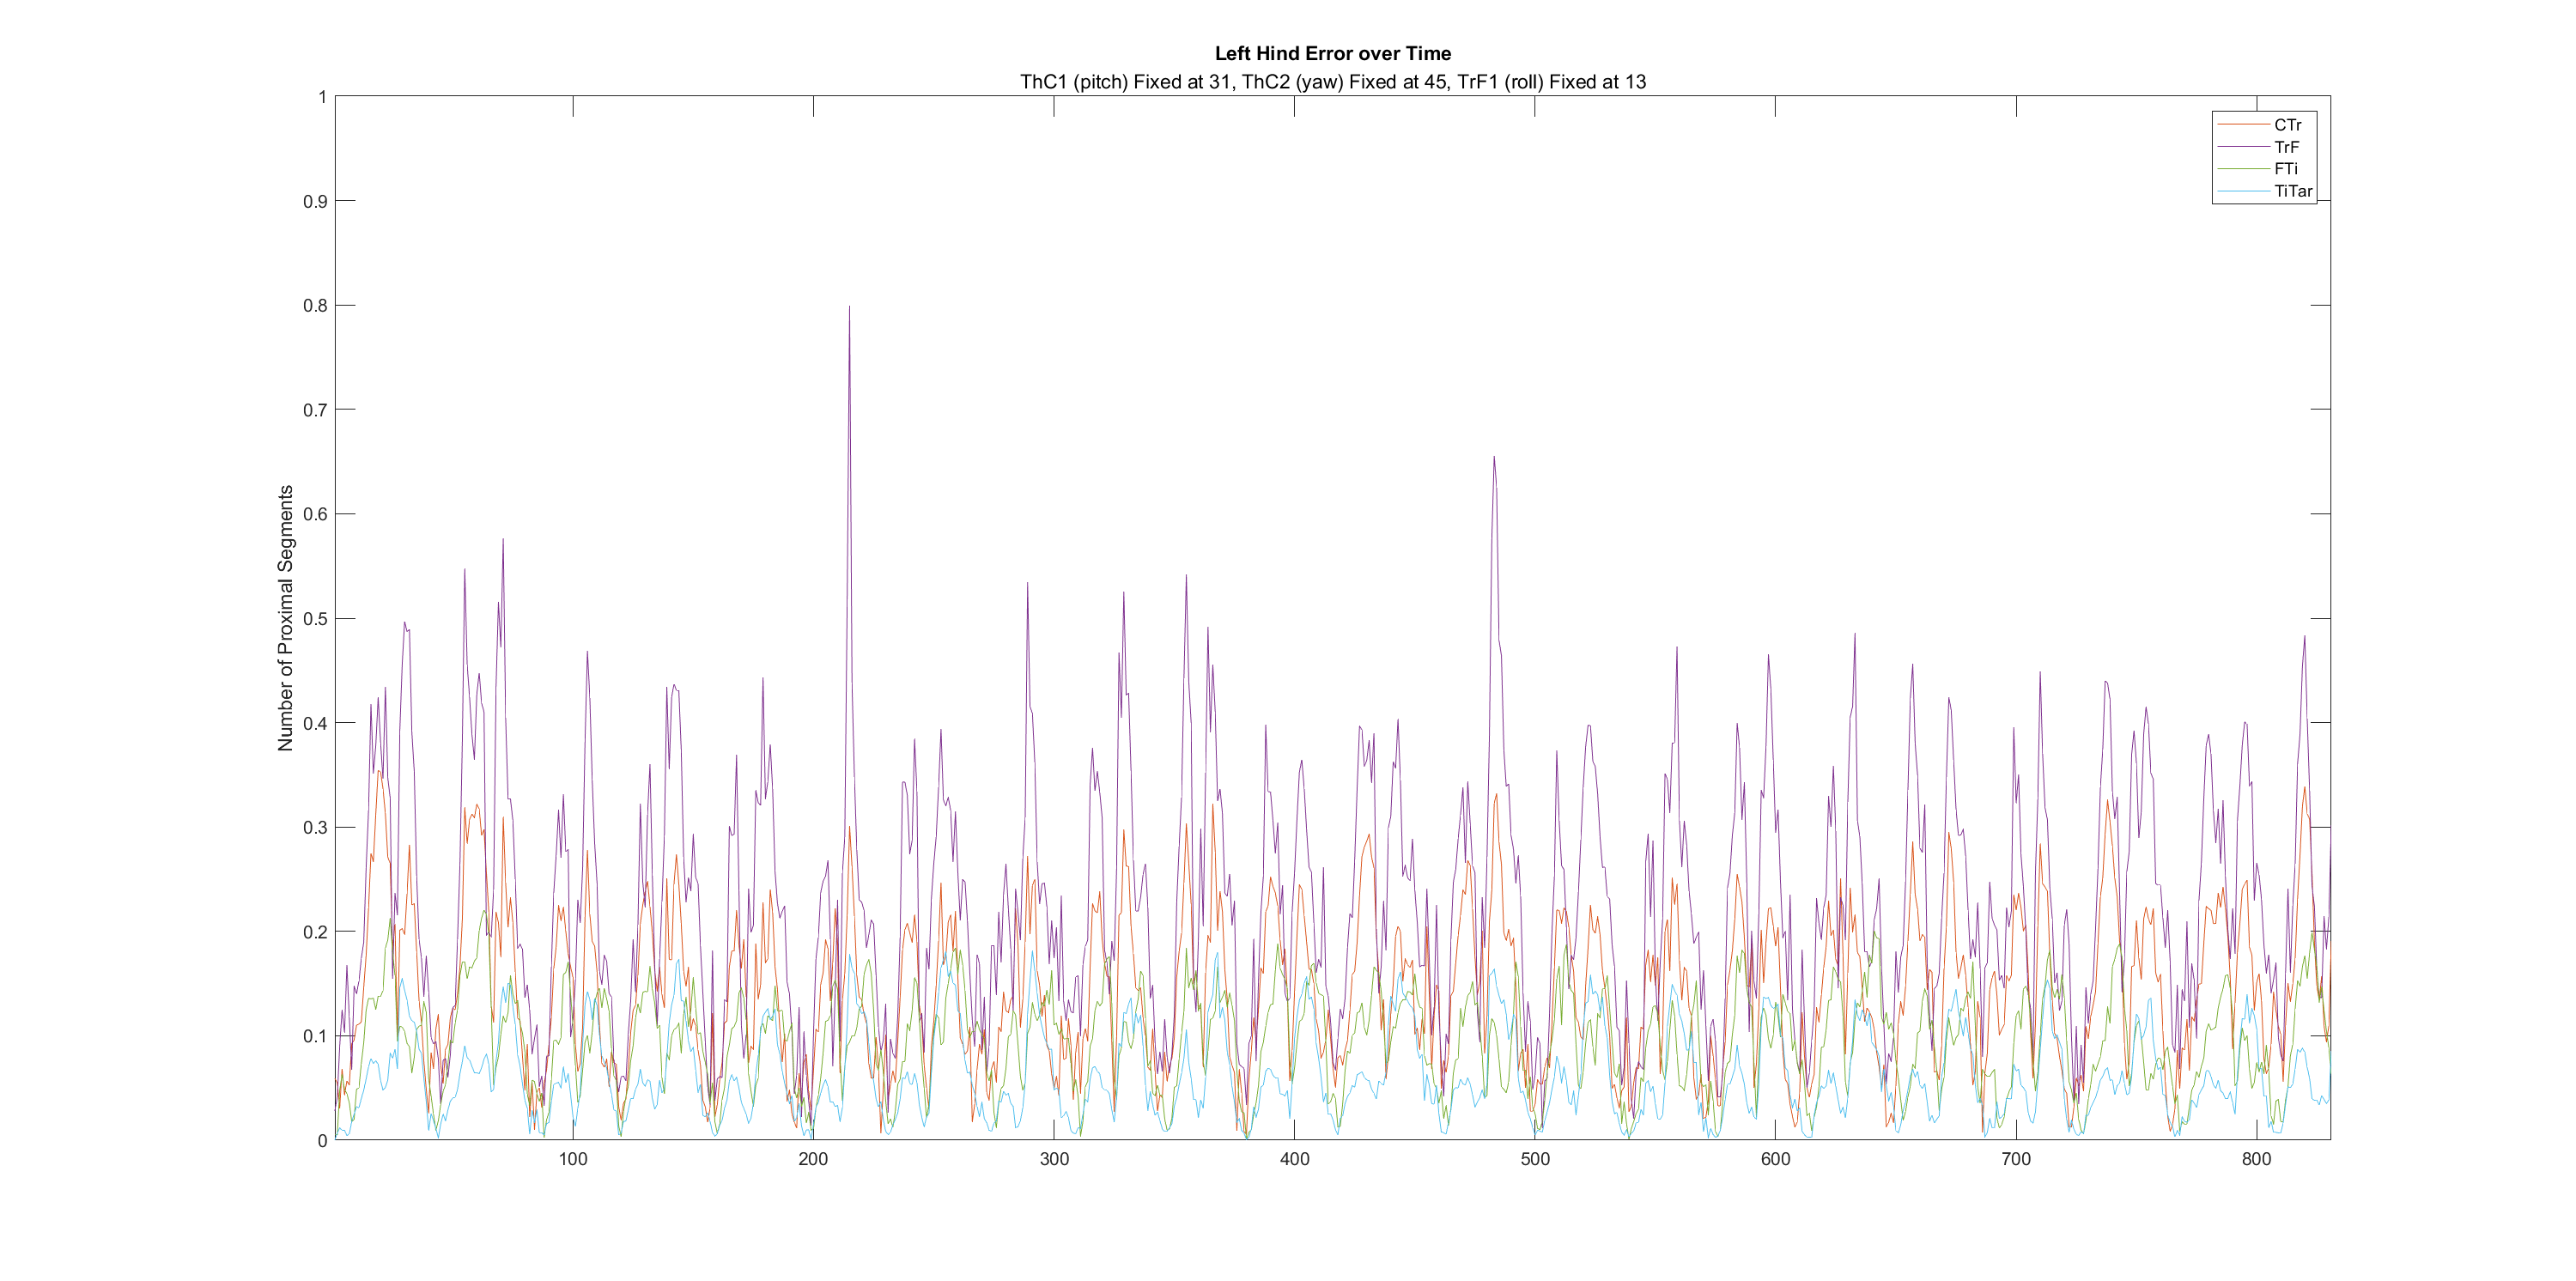 Left Hind Error over Time
ThC1 (pitch) Fixed at 31, ThC2 (yaw) Fixed at 45, TrF1 (roll) Fixed at 13
Number of Proximal Segments
1
0.9
0.8
0.7
0.6
0.5
0.4
0.3
0.2
0.1
0
100
200
300
400
500
600
700
800
CTr
TrF
FTi
TiTar